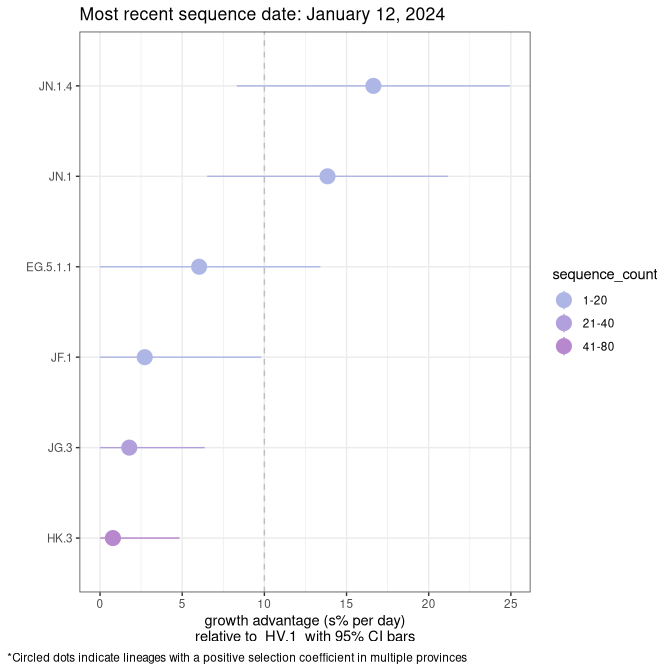 Most recent sequence date: January 12, 2024
JN.1.4
JN.1
EG.5.1.1
JF.1
JG.3
HK.3
0 5 10 15 20 25
growth advantage (s% per day)
relative to HV.1 with 95% CI bars
sequence_count
1-20
21-40
41-80
*Circled dots indicate lineages with a positive selection coefficient in multiple provinces